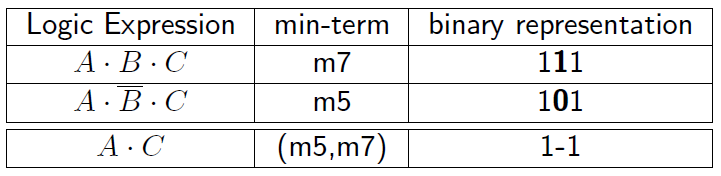 Logic Expression min-term binary representation
A · B · C m7 111
A · B̅ · C m5 101
A · C (m5,m7) 1-1